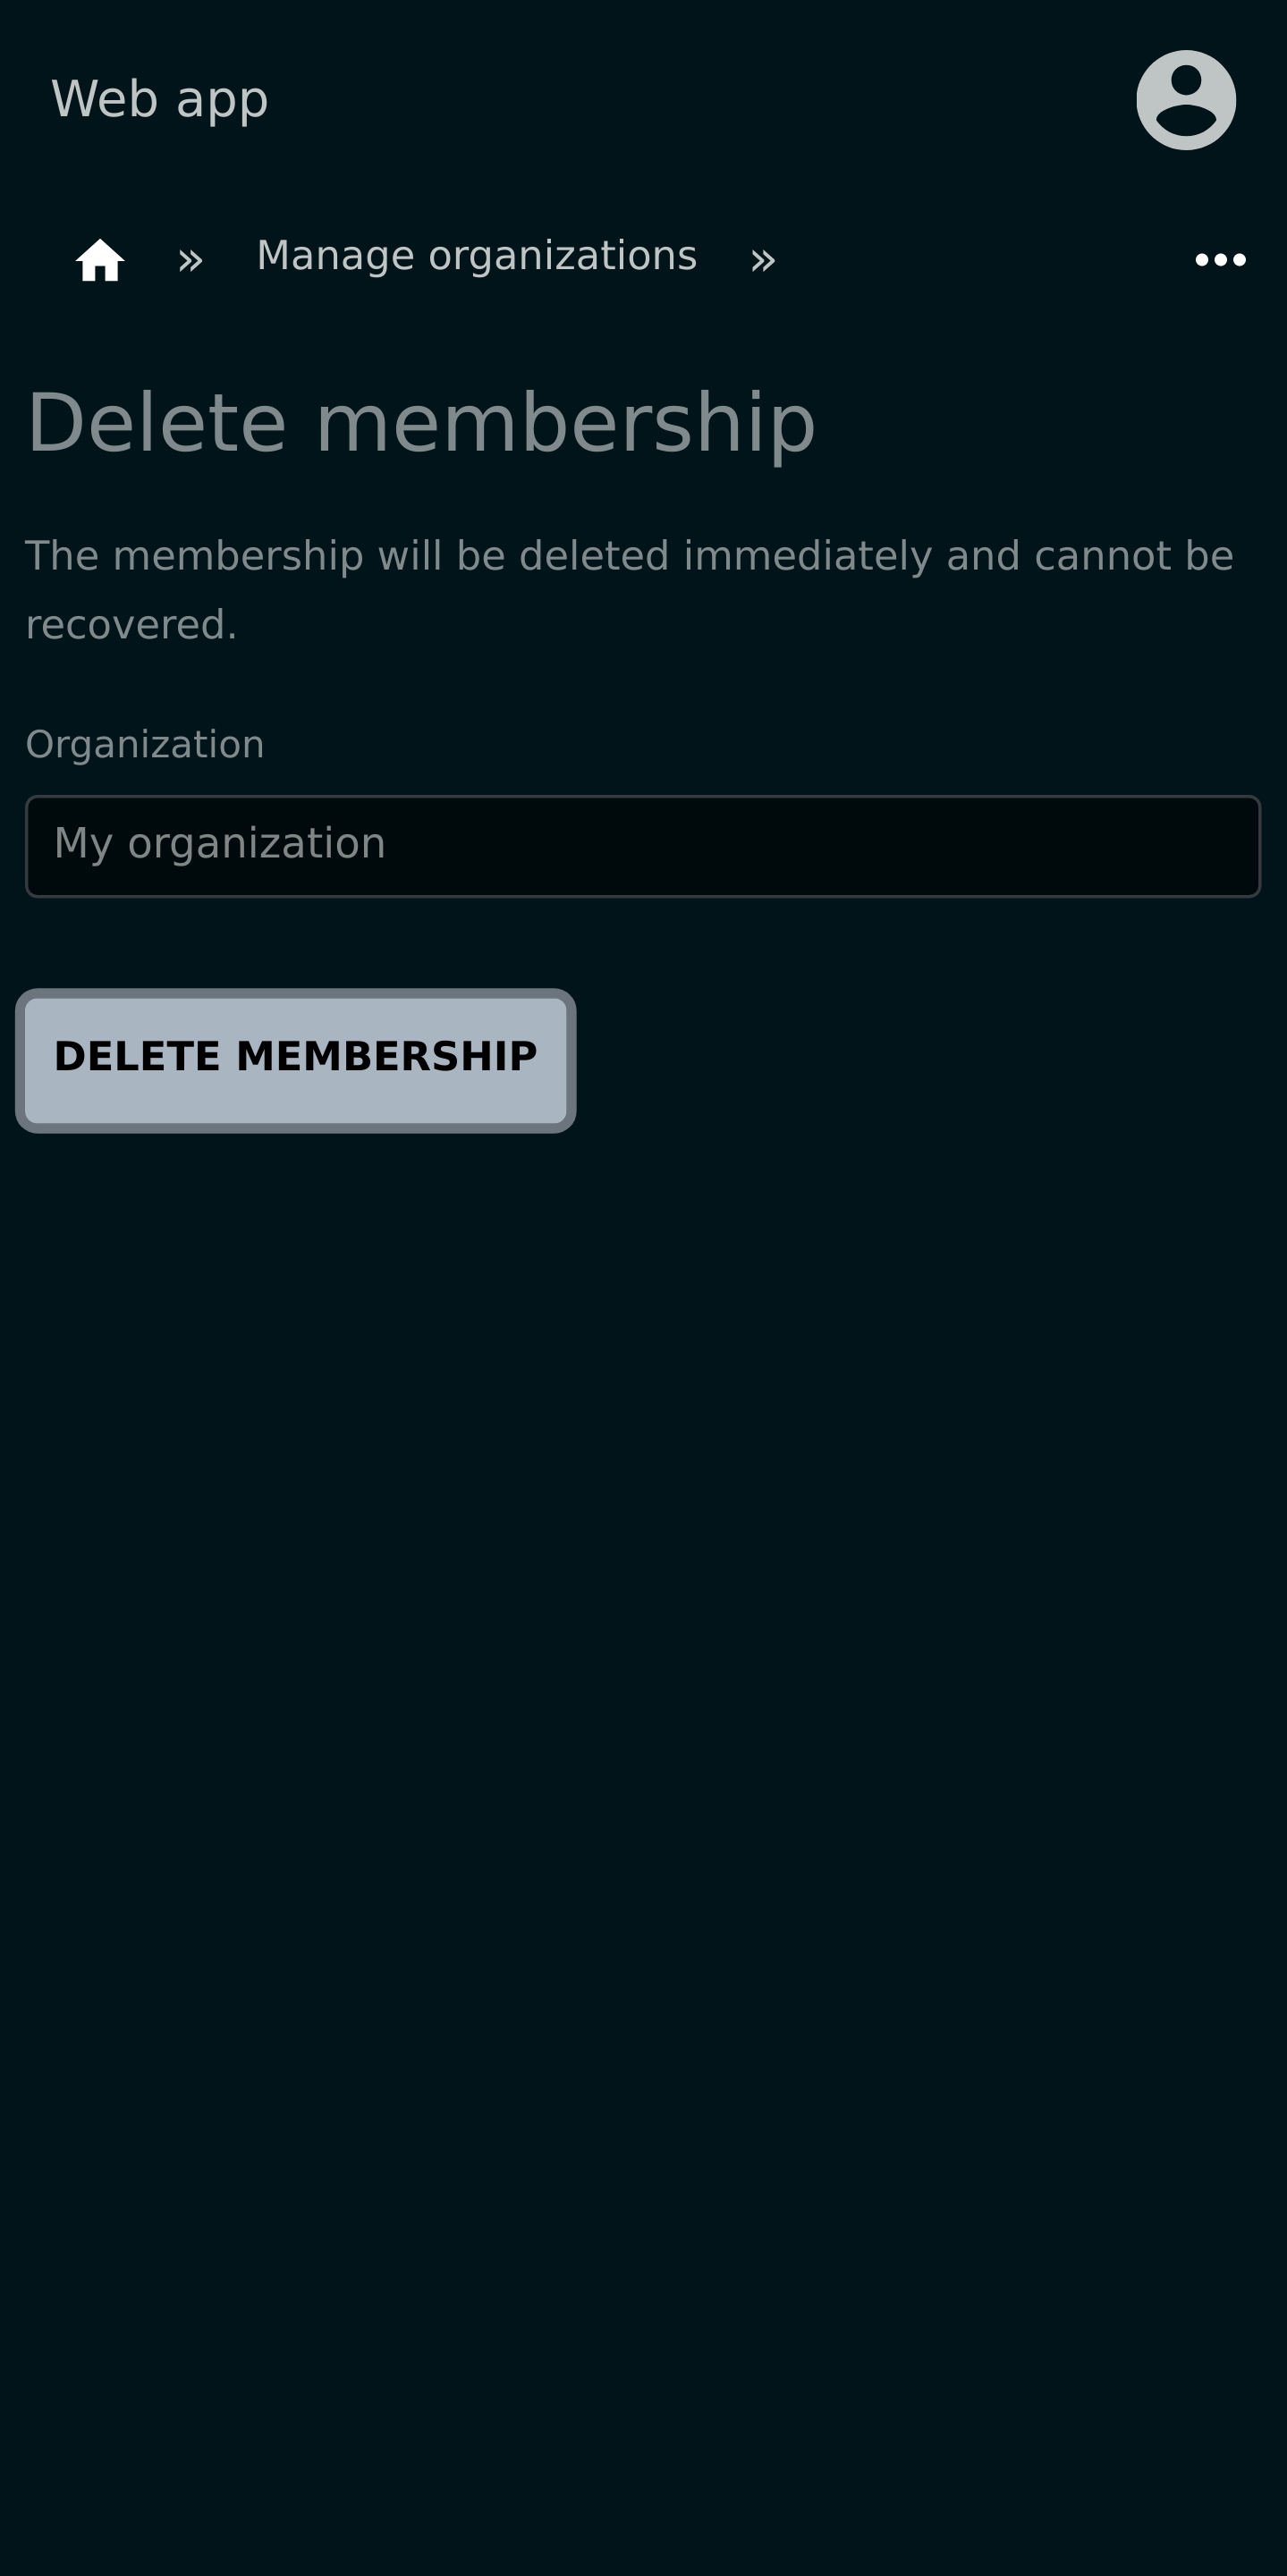 Web app
» Manage organizations »
Delete membership
The membership will be deleted immediately and cannot be
recovered.
Organization
My organization
DELETE MEMBERSHIP